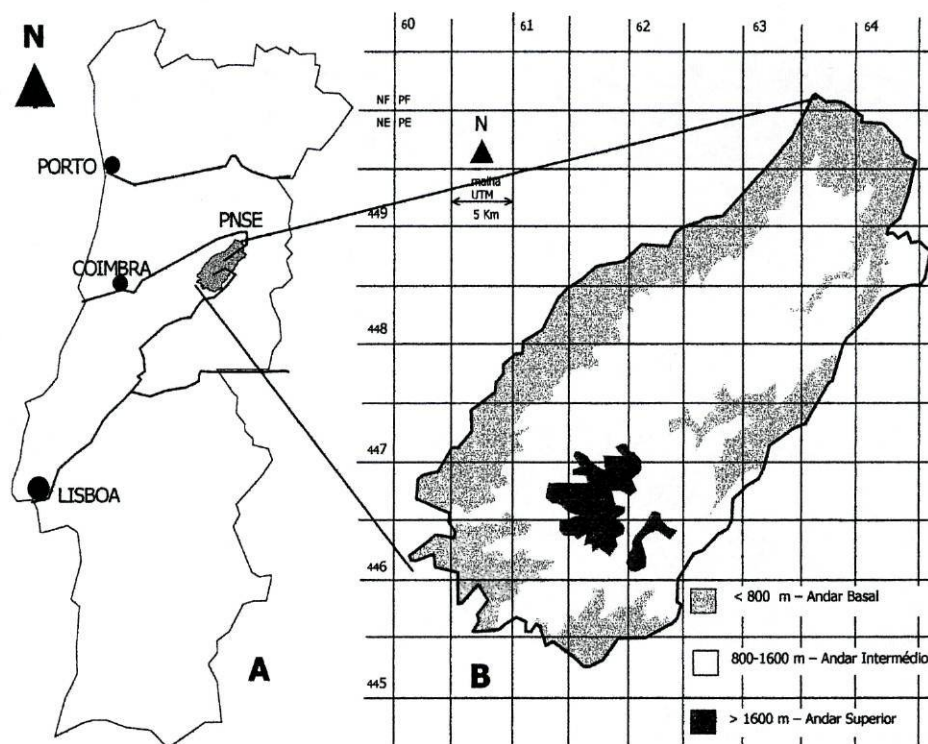 N
PORTO
PNSE
COIMBRA
LISBOA
A
60
61
62
63
64
NF PF
NE PE
N
malha
UTM
5 Km
449
448
447
446
445
B
< 800 m – Andar Basal
800-1600 m – Andar Intermédio
> 1600 m – Andar Superior